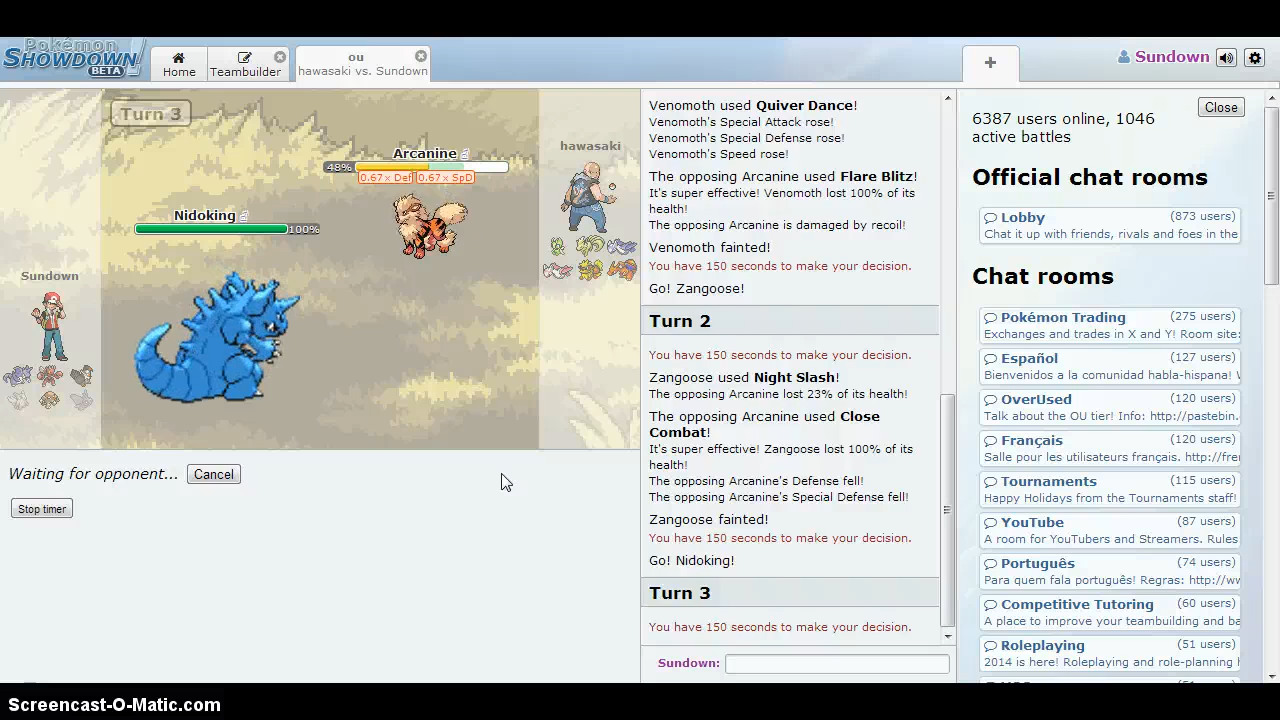 Pokémon
SHOWDOWN!
BETA
Home
Teambuilder
ou
hawasaki vs. Sundown
+
Sundown
Turn 3
Arcanine
48%
0.67× Def 0.67× SpD
Nidoking
100%
hawasaki
Sundown
Waiting for opponent... Cancel
Stop timer
Venomoth used Quiver Dance!
Venomoth's Special Attack rose!
Venomoth's Special Defense rose!
Venomoth's Speed rose!
The opposing Arcanine used Flare Blitz!
It's super effective! Venomoth lost 100% of its
health!
The opposing Arcanine is damaged by recoil!
Venomoth fainted!
You have 150 seconds to make your decision.
Go! Zangoose!
Turn 2
You have 150 seconds to make your decision.
Zangoose used Night Slash!
The opposing Arcanine lost 23% of its health!
The opposing Arcanine used Close
Combat!
It's super effective! Zangoose lost 100% of its
health!
The opposing Arcanine's Defense fell!
The opposing Arcanine's Special Defense fell!
Zangoose fainted!
You have 150 seconds to make your decision.
Go! Nidoking!
Turn 3
You have 150 seconds to make your decision.
Sundown:
Close
6387 users online, 1046
active battles
Official chat rooms
Lobby (873 users)
Chat it up with friends, rivals and foes in the
Chat rooms
Pokémon Trading (275 users)
Exchanges and trades in X and Y! Room site:
Español (127 users)
Bienvenidos a la comunidad habla-hispana!
OverUsed (120 users)
Talk about the OU tier! Info: http://pastebin.
Français (120 users)
Salle pour les utilisateurs français. http://fre
Tournaments (115 users)
Happy Holidays from the Tournaments staff!
YouTube (87 users)
A room for YouTubers and Streamers. Rules
Português (74 users)
Para quem fala português! Regras: http://w
Competitive Tutoring (60 users)
A place to improve your teambuilding and ba
Roleplaying (51 users)
2014 is here! Roleplaying and role-planning
Screencast-O-Matic.com